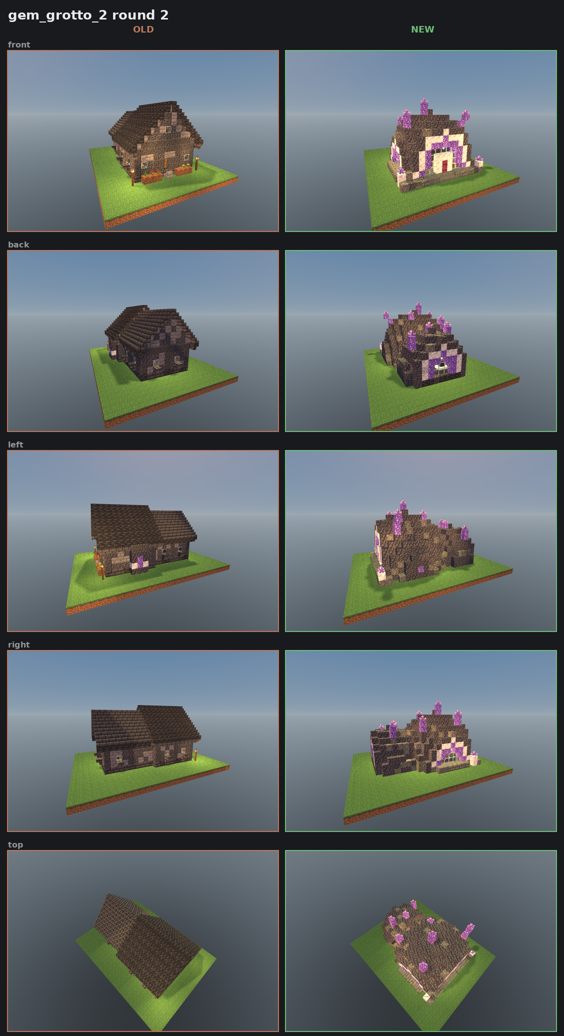 gem_grotto_2 round 2
OLD
NEW
front
back
left
right
top